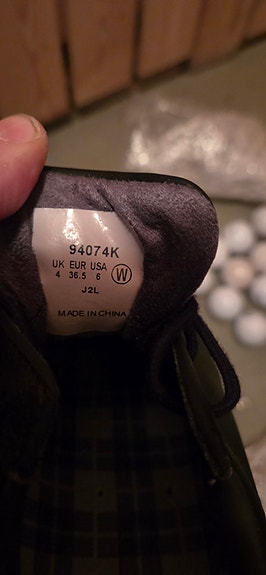 94074K
UK EUR USA
4 36.5 6 W
J2L
MADE IN CHINA